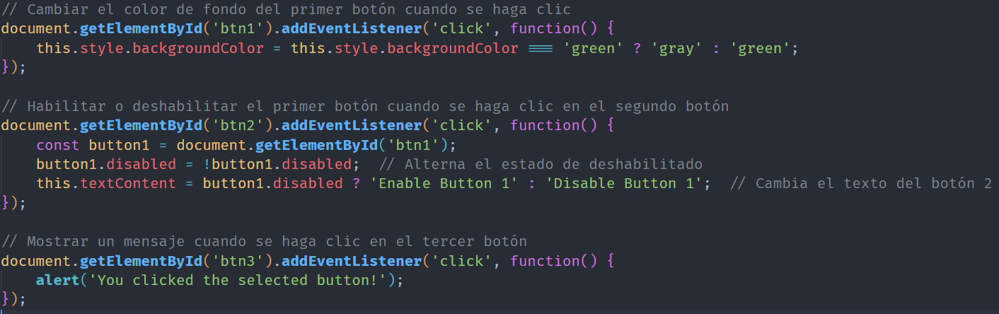 // Cambiar el color de fondo del primer botón cuando se haga clic
document.getElementById('btn1').addEventListener('click', function() {
    this.style.backgroundColor = this.style.backgroundColor === 'green' ? 'gray' : 'green';
});

// Habilitar o deshabilitar el primer botón cuando se haga clic en el segundo botón
document.getElementById('btn2').addEventListener('click', function() {
    const button1 = document.getElementById('btn1');
    button1.disabled = !button1.disabled;  // Alterna el estado de deshabilitado
    this.textContent = button1.disabled ? 'Enable Button 1' : 'Disable Button 1';  // Cambia el texto del botón 2
});

// Mostrar un mensaje cuando se haga clic en el tercer botón
document.getElementById('btn3').addEventListener('click', function() {
    alert('You clicked the selected button!');
});